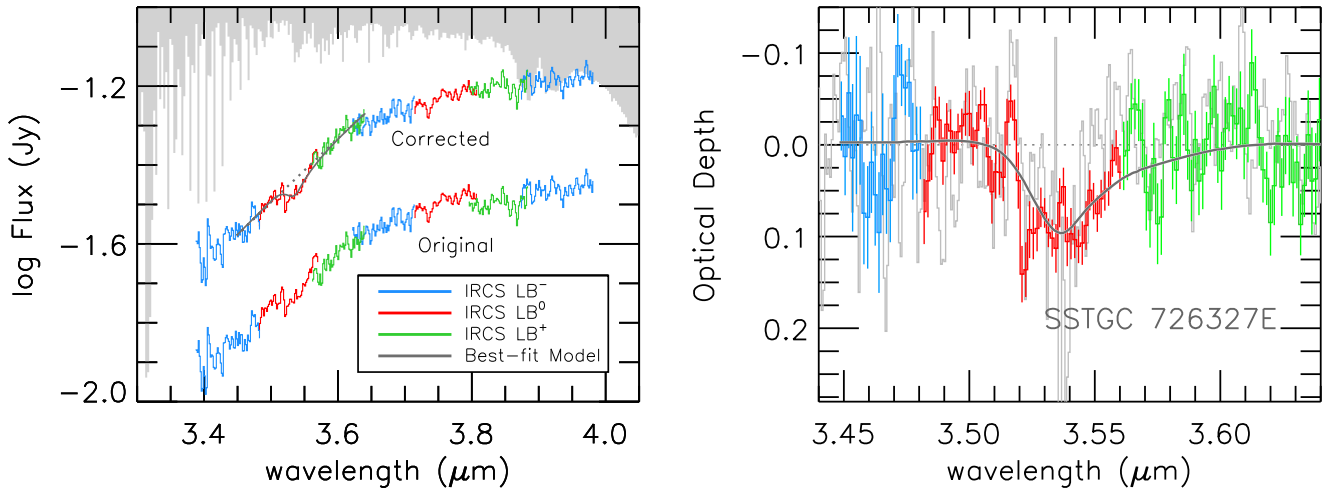 log Flux (Jy)
-1.2
-1.6
-2.0
Corrected
Original
IRCS LB⁻
IRCS LB⁰
IRCS LB⁺
Best-fit Model
3.4 3.6 3.8 4.0
wavelength (μm)
Optical Depth
-0.1
0.0
0.1
0.2
SSTGC 726327E
3.45 3.50 3.55 3.60
wavelength (μm)